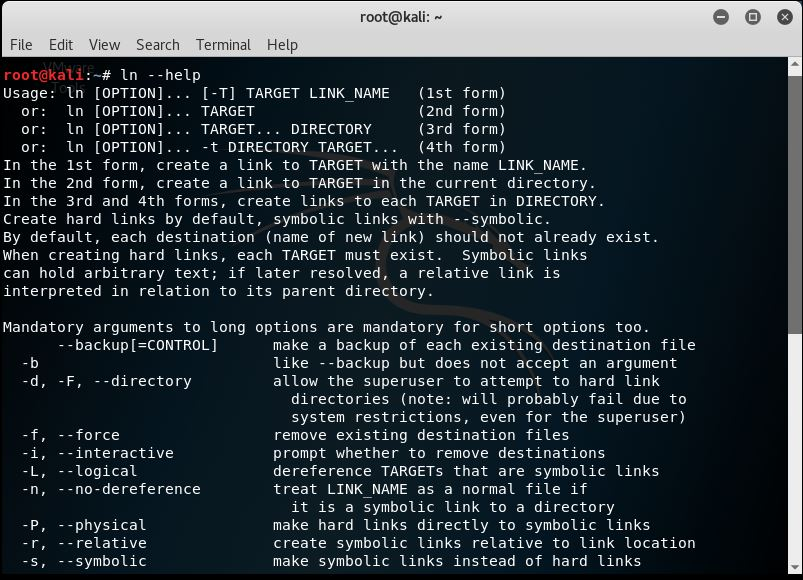 root@kali: ~
File Edit View Search Terminal Help
VMware
Tools
root@kali:~# ln --help
Usage: ln [OPTION]... [-T] TARGET LINK_NAME   (1st form)
  or:  ln [OPTION]... TARGET                  (2nd form)
  or:  ln [OPTION]... TARGET... DIRECTORY     (3rd form)
  or:  ln [OPTION]... -t DIRECTORY TARGET...  (4th form)
In the 1st form, create a link to TARGET with the name LINK_NAME.
In the 2nd form, create a link to TARGET in the current directory.
In the 3rd and 4th forms, create links to each TARGET in DIRECTORY.
Create hard links by default, symbolic links with --symbolic.
By default, each destination (name of new link) should not already exist.
When creating hard links, each TARGET must exist.  Symbolic links
can hold arbitrary text; if later resolved, a relative link is
interpreted in relation to its parent directory.

Mandatory arguments to long options are mandatory for short options too.
      --backup[=CONTROL]      make a backup of each existing destination file
  -b                          like --backup but does not accept an argument
  -d, -F, --directory         allow the superuser to attempt to hard link
                                directories (note: will probably fail due to
                                system restrictions, even for the superuser)
  -f, --force                 remove existing destination files
  -i, --interactive           prompt whether to remove destinations
  -L, --logical               dereference TARGETs that are symbolic links
  -n, --no-dereference        treat LINK_NAME as a normal file if
                                it is a symbolic link to a directory
  -P, --physical              make hard links directly to symbolic links
  -r, --relative              create symbolic links relative to link location
  -s, --symbolic              make symbolic links instead of hard links